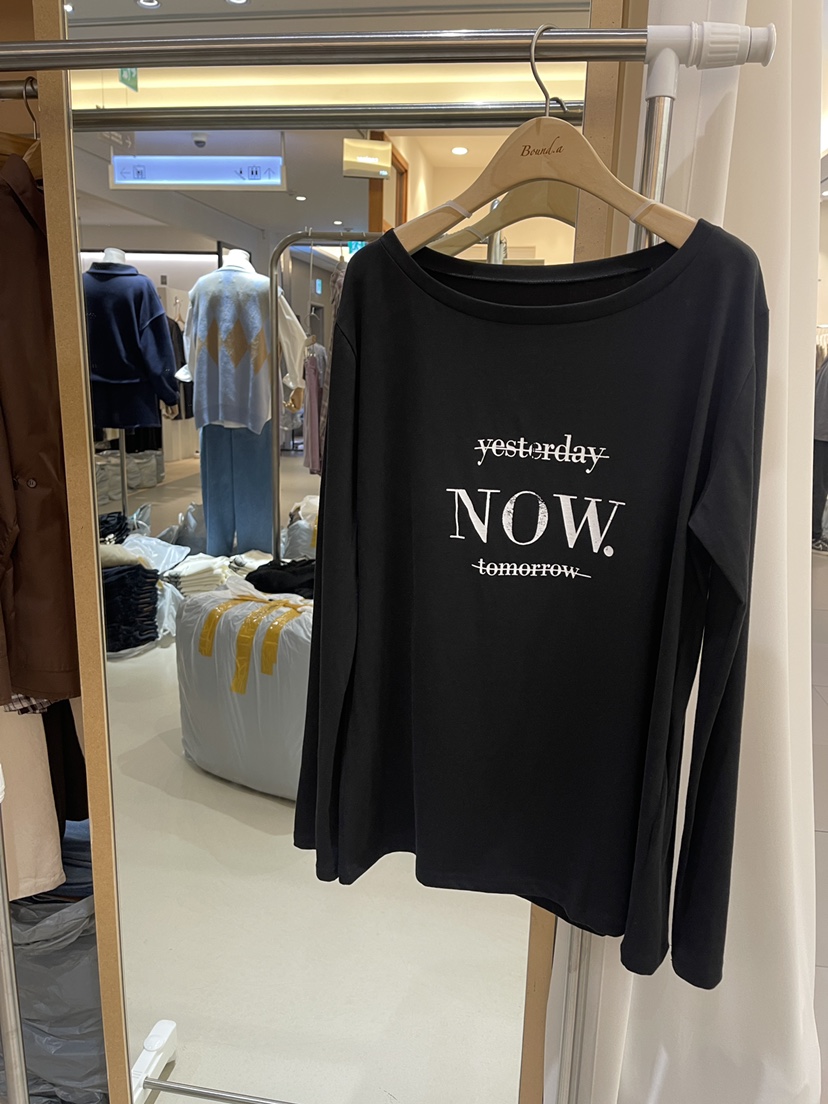 Bound.a
yesterday
NOW.
tomorrow